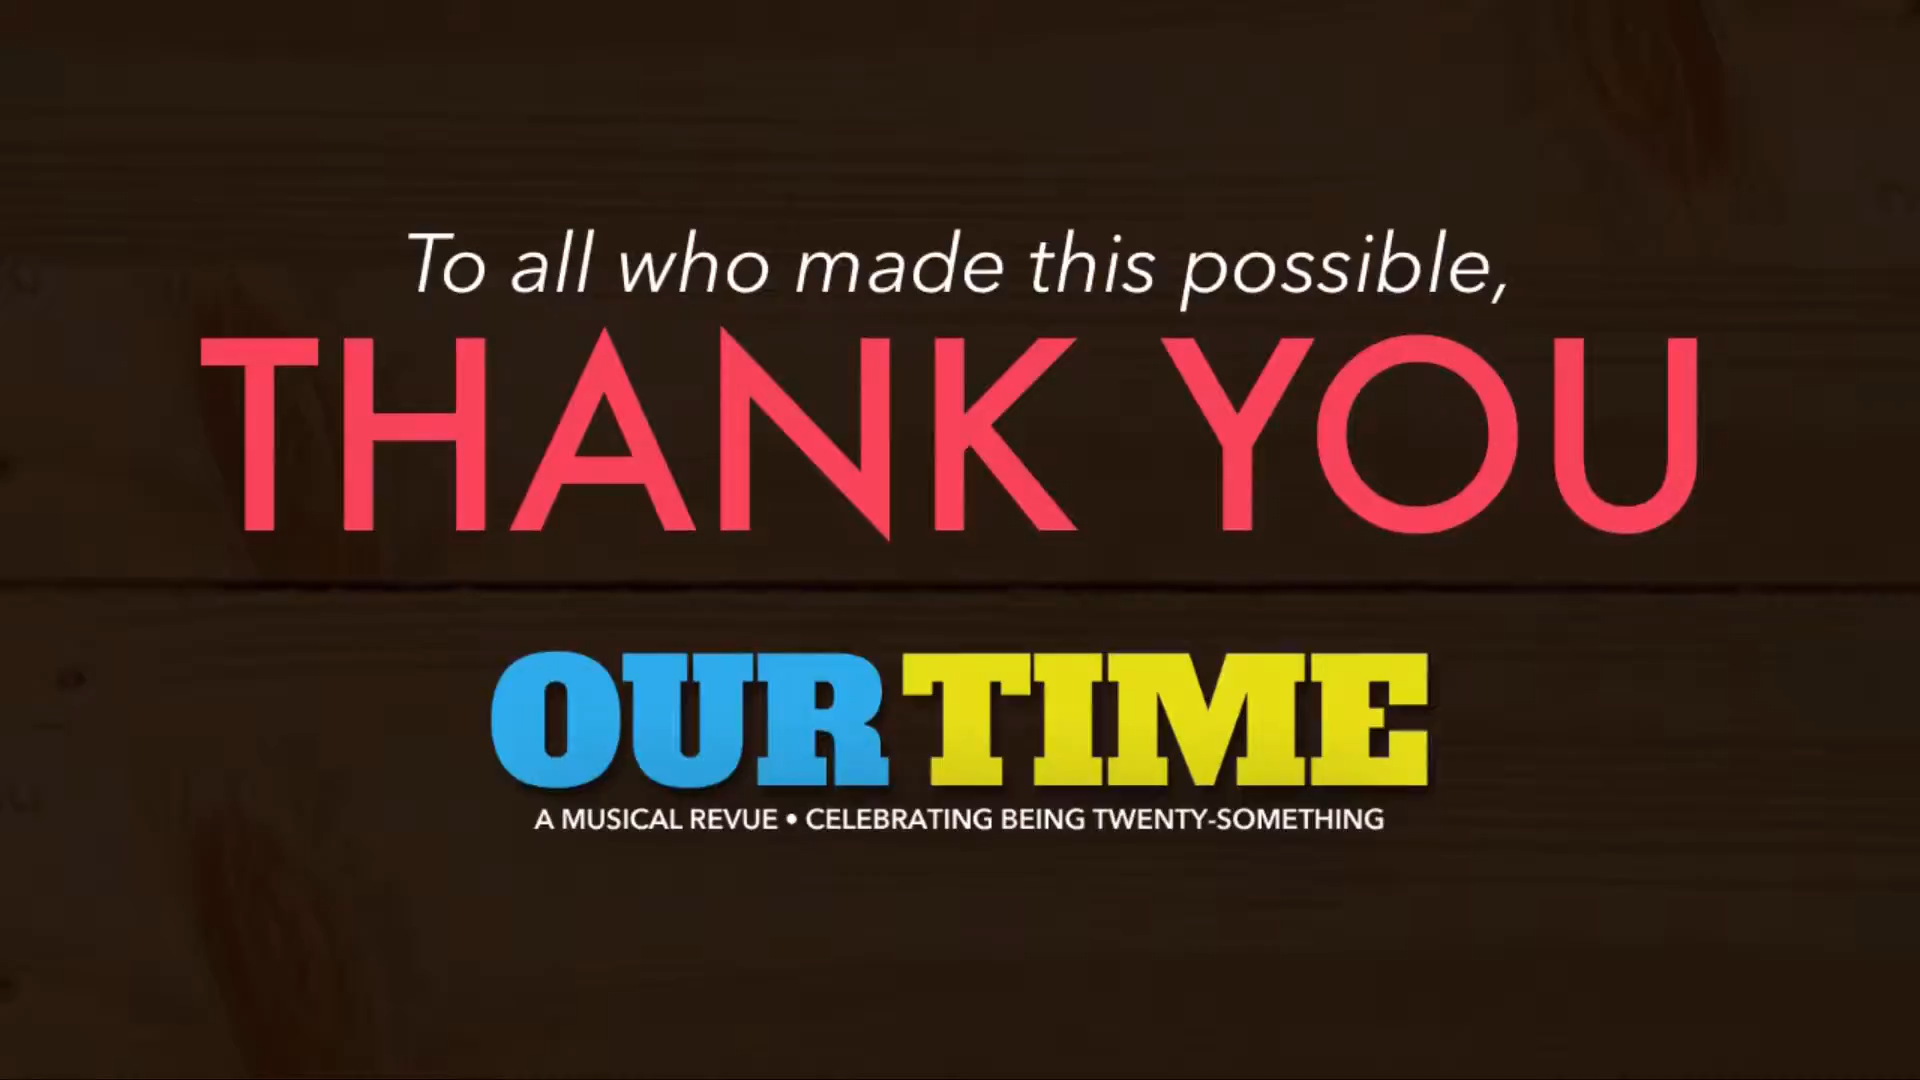 To all who made this possible,
THANK YOU
OUR TIME
A MUSICAL REVUE • CELEBRATING BEING TWENTY-SOMETHING